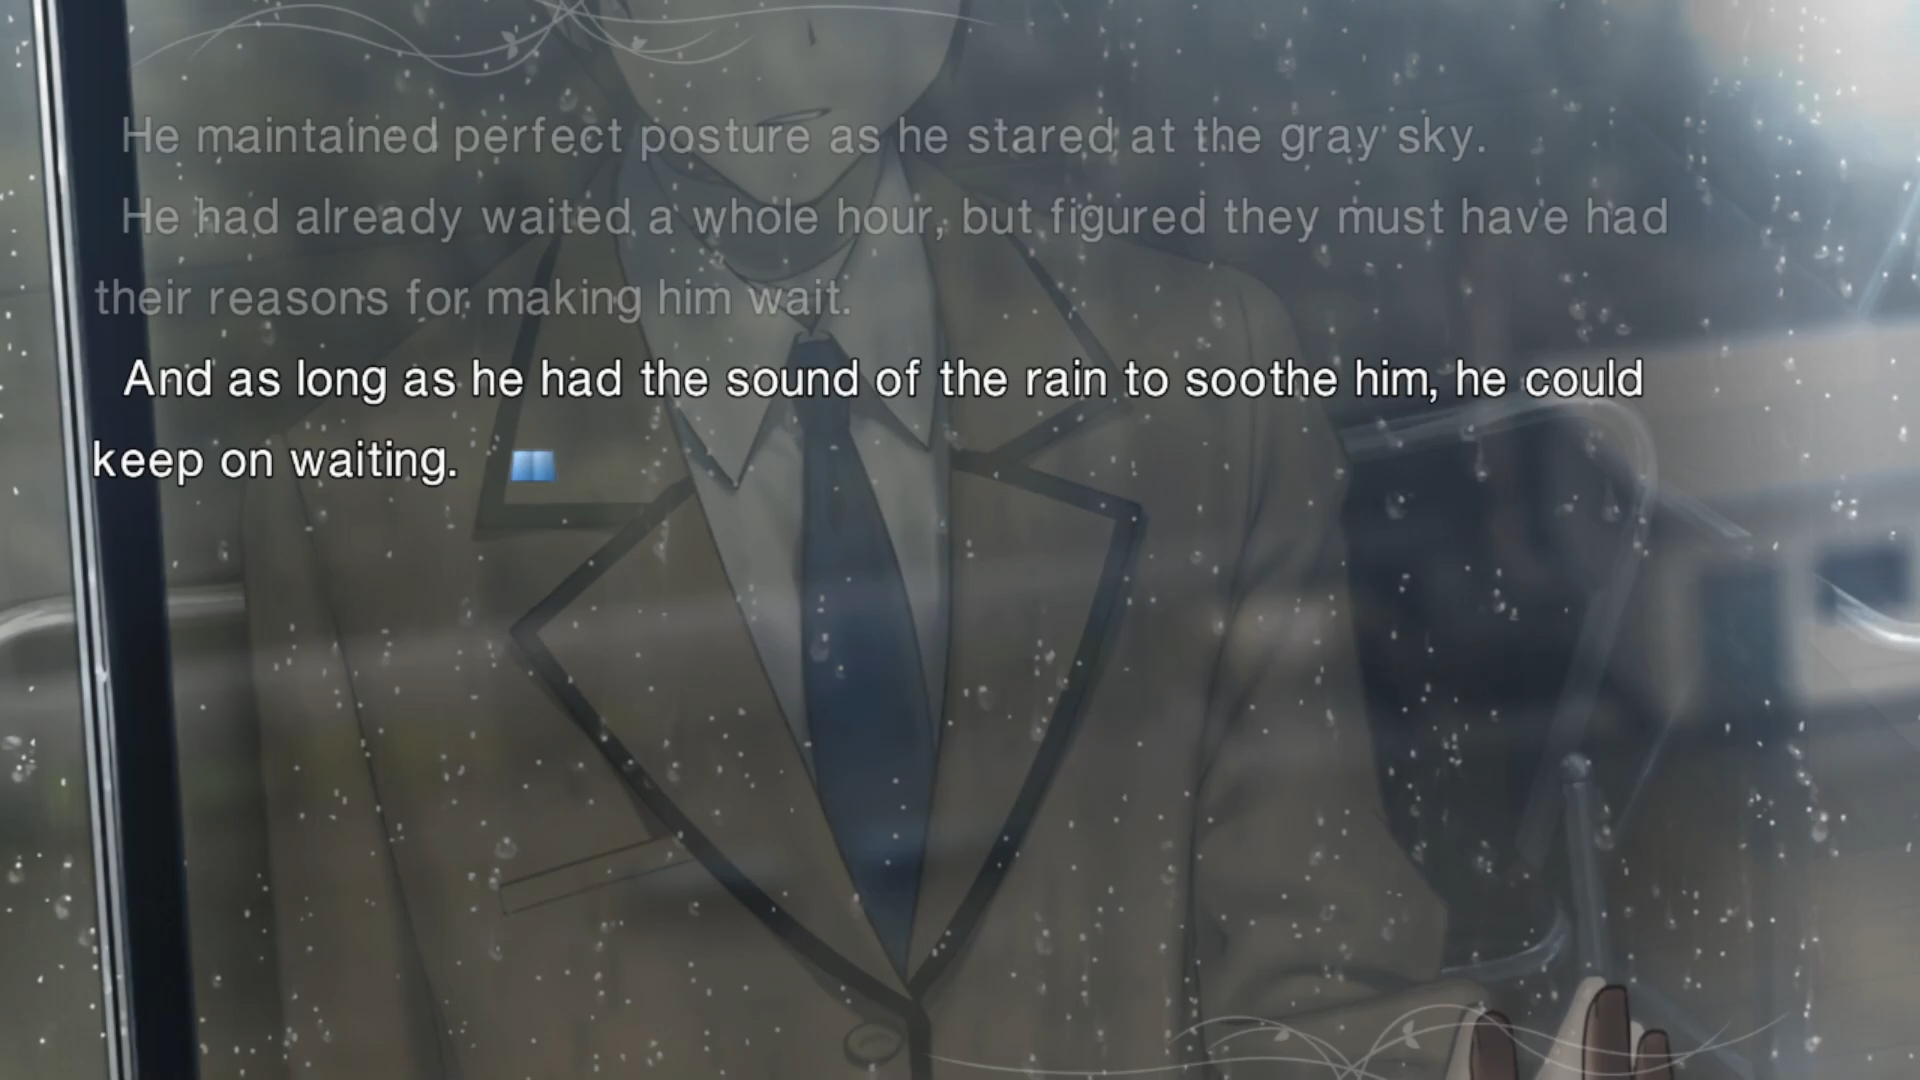 He maintained perfect posture as he stared at the gray sky.
He had already waited a whole hour, but figured they must have had
their reasons for making him wait.
And as long as he had the sound of the rain to soothe him, he could
keep on waiting.